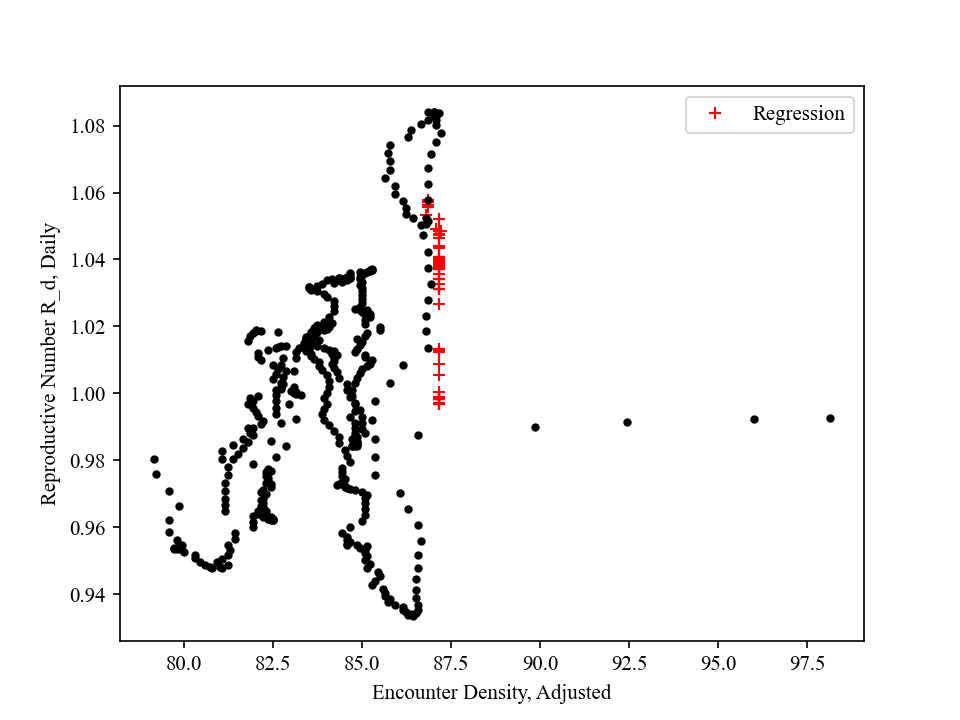 Regression
1.08
1.06
1.04
1.02
1.00
0.98
0.96
0.94
Reproductive Number R_d, Daily
80.0 82.5 85.0 87.5 90.0 92.5 95.0 97.5
Encounter Density, Adjusted